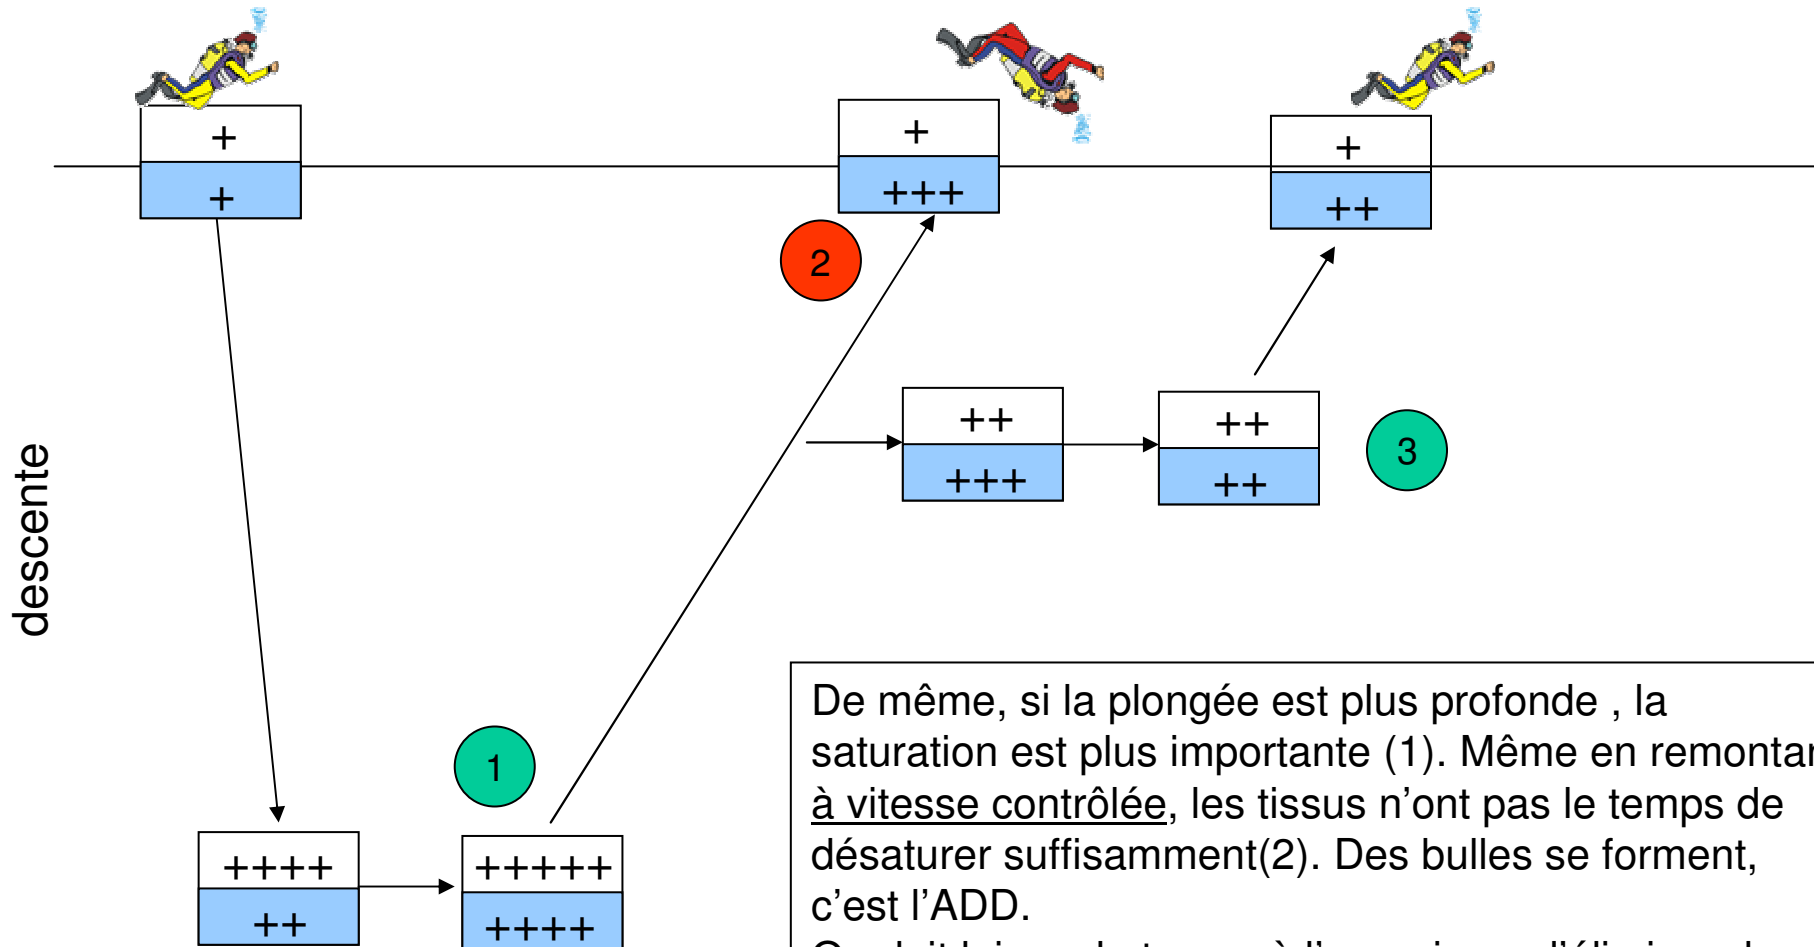 +
+
+
+++
+
++
2
++
+++
++
++
3
descente
1
++++
++
+++++
++++
De même, si la plongée est plus profonde , la
saturation est plus importante (1). Même en
à vitesse contrôlée, les tissus n’ont pas le temps de
désaturer suffisamment(2). Des bulles se forment,
c’est l’ADD.